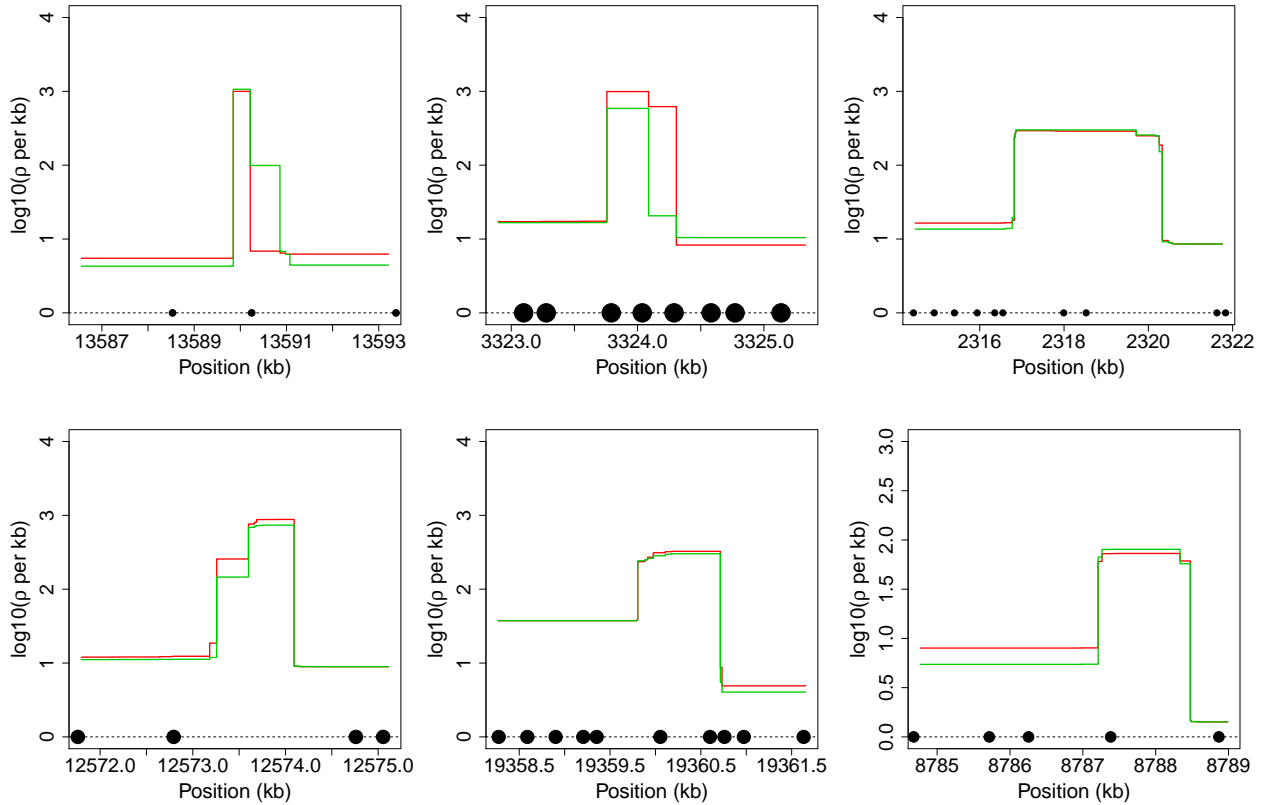 4
3
2
1
0
log10(ρ per kb)
13587 13589 13591 13593
Position (kb)
4
3
2
1
0
log10(ρ per kb)
3323.0 3324.0 3325.0
Position (kb)
4
3
2
1
0
log10(ρ per kb)
2316 2318 2320 2322
Position (kb)
4
3
2
1
0
log10(ρ per kb)
12572.0 12573.0 12574.0 12575.0
Position (kb)
4
3
2
1
0
log10(ρ per kb)
19358.5 19359.5 19360.5 19361.5
Position (kb)
3.0
2.5
2.0
1.5
1.0
0.5
0.0
log10(ρ per kb)
8785 8786 8787 8788 8789
Position (kb)